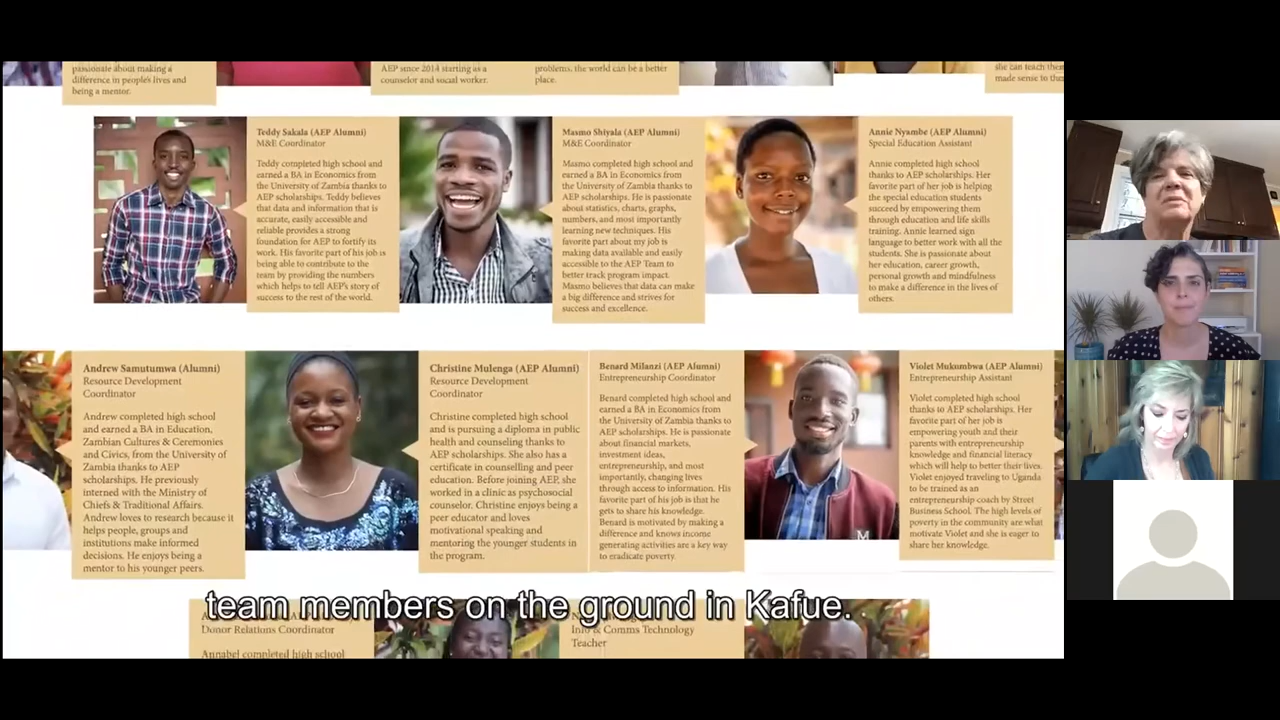 passionate about making a
difference in people's lives and
being a mentor.
AEP since 2014 starting as a
counselor and social worker.
problems, the world can be a better
place.
she can teach them
made sense to
Teddy Sakala (AEP Alumni)
M&E Coordinator
Teddy completed high school and
earned a BA in Economics from
the University of Zambia thanks to
AEP scholarships. Teddy believes
that data and information that is
accurate, easily accessible and
reliable provides a strong
foundation for AEP to fortify its
work. His favorite part of his job is
being able to contribute to the
team by providing the numbers
which helps to tell AEP's story of
success to the rest of the world.
Masmo Shiyala (AEP Alumni)
M&E Coordinator
Masmo completed high school and
earned a BA in Economics from
the University of Zambia thanks to
AEP scholarships. He is passionate
about statistics, charts, graphs,
numbers, and most importantly
learning new techniques. His
favorite part about my job is
making data available and easily
accessible to the AEP Team to
better track program impact.
Masmo believes that data can make
a big difference and strives for
success and excellence.
Annie Nyambe (AEP Alumni)
Special Education Assistant
Annie completed high school
thanks to AEP scholarships. Her
favorite part of her job is helping
the special education students
succeed by empowering them
through education and life skills
training. Annie learned sign
language to better work with all the
students. She is passionate about
her education, career growth,
personal growth and mindfulness
to make a difference in the lives of
others.
Andrew Samutumwa (Alumni)
Resource Development
Coordinator
Andrew completed high school
and earned a BA in Education,
Zambian Cultures & Ceremonies
and Civics, from the University of
Zambia thanks to AEP
scholarships. He previously
interned with the Ministry of
Chiefs & Traditional Affairs.
Andrew loves to research because it
helps people, groups and
institutions make informed
decisions. He enjoys being a
mentor to his younger peers.
Christine Mulenga (AEP Alumni)
Resource Development
Coordinator
Christine completed high school
and is pursuing a diploma in public
health and counseling thanks to
AEP scholarships. She also has a
certificate in counselling and peer
education. Before joining AEP, she
worked in a clinic as psychosocial
counselor. Christine enjoys being a
peer educator and loves
motivational speaking and
mentoring the younger students in
the program.
Benard Milanzi (AEP Alumni)
Entrepreneurship Coordinator
Benard completed high school and
earned a BA in Economics from
the University of Zambia thanks to
AEP scholarships. He is passionate
about financial markets,
investment ideas,
entrepreneurship, and most
importantly, changing lives
through access to information. His
favorite part of his job is that he
gets to share his knowledge.
Benard is motivated by making a
difference and knows income
generating activities are a key way
to eradicate poverty.
Violet Mukombwa (AEP Alumni)
Entrepreneurship Assistant
Violet completed high school
thanks to AEP scholarships. Her
favorite part of her job is
empowering youth and their
parents with entrepreneurship
knowledge and financial literacy
which will help to better their lives.
Violet enjoyed traveling to Uganda
to be trained as an
entrepreneurship coach by Street
Business School. The high levels of
poverty in the community are what
motivate Violet and she is eager to
share her knowledge.
M
team members on the ground in Kafue.
Donor Relations Coordinator
Annabel completed high school
Info & Comms Technology
Teacher